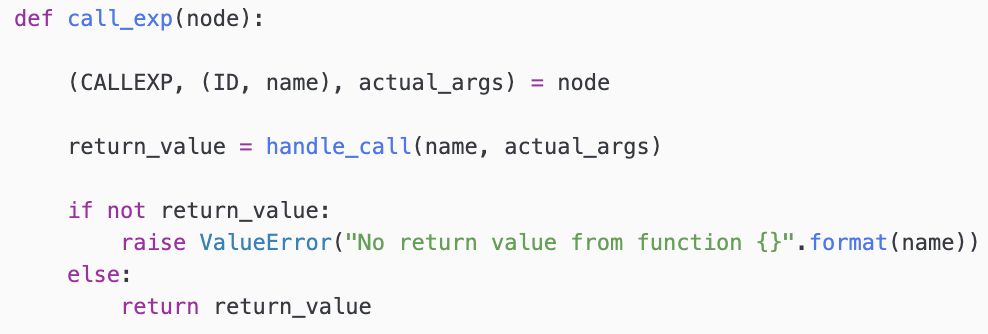 def call_exp(node):
    (CALLEXP, (ID, name), actual_args) = node
    return_value = handle_call(name, actual_args)
    if not return_value:
        raise ValueError("No return value from function {}".format(name))
    else:
        return return_value